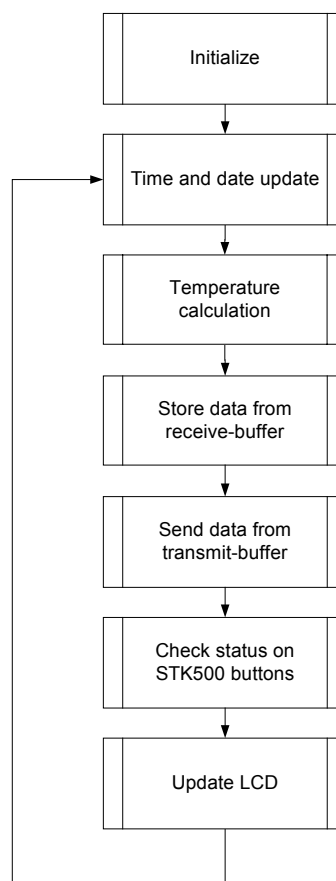 Initialize
Time and date update
Temperature
calculation
Store data from
receive-buffer
Send data from
transmit-buffer
Check status on
STK500 buttons
Update LCD